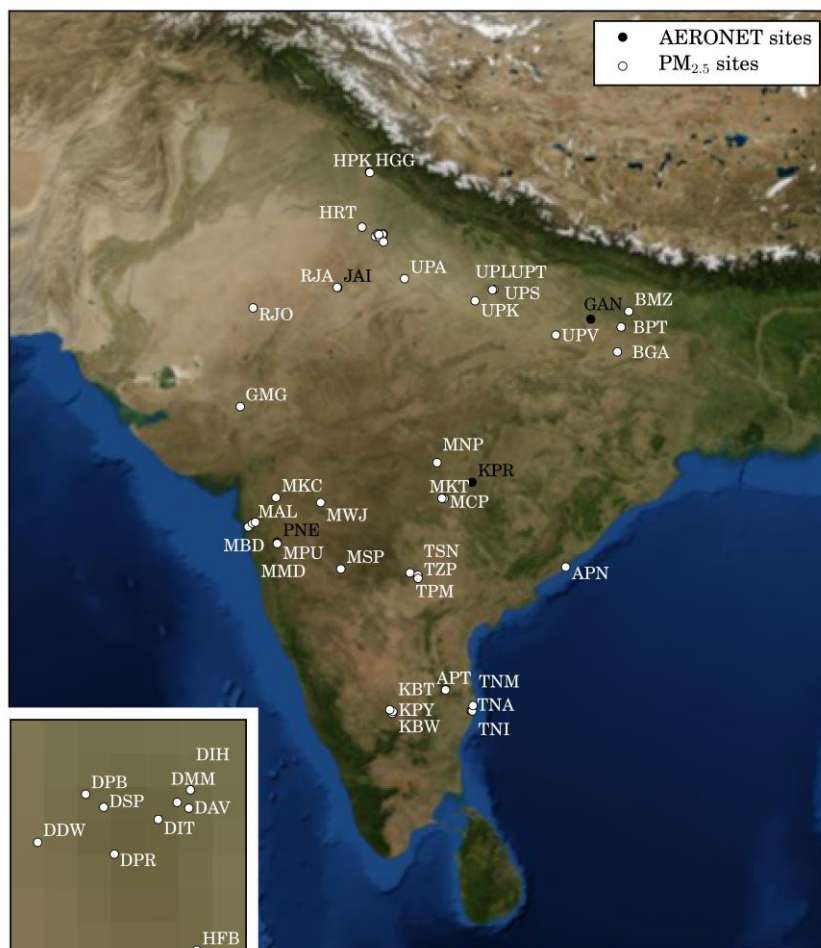 AERONET sites
PM2.5 sites
HPK HGG
HRT
UPA
UPLUPT
RJA JAI
UPS
GAN BMZ
RJO
UPK
BPT
UPV
BGA
GMG
MNP
KPR
MKC
MKT
MWJ
MCP
MAL
PNE
MBD
MPU
TSN
MSP
MMD
TZP
APN
TPM
APT TNM
KBT
KPY
TNA
KBW
TNI
DIH
DPB
DMM
DSP
DAV
DDW
DIT
DPR
HFB